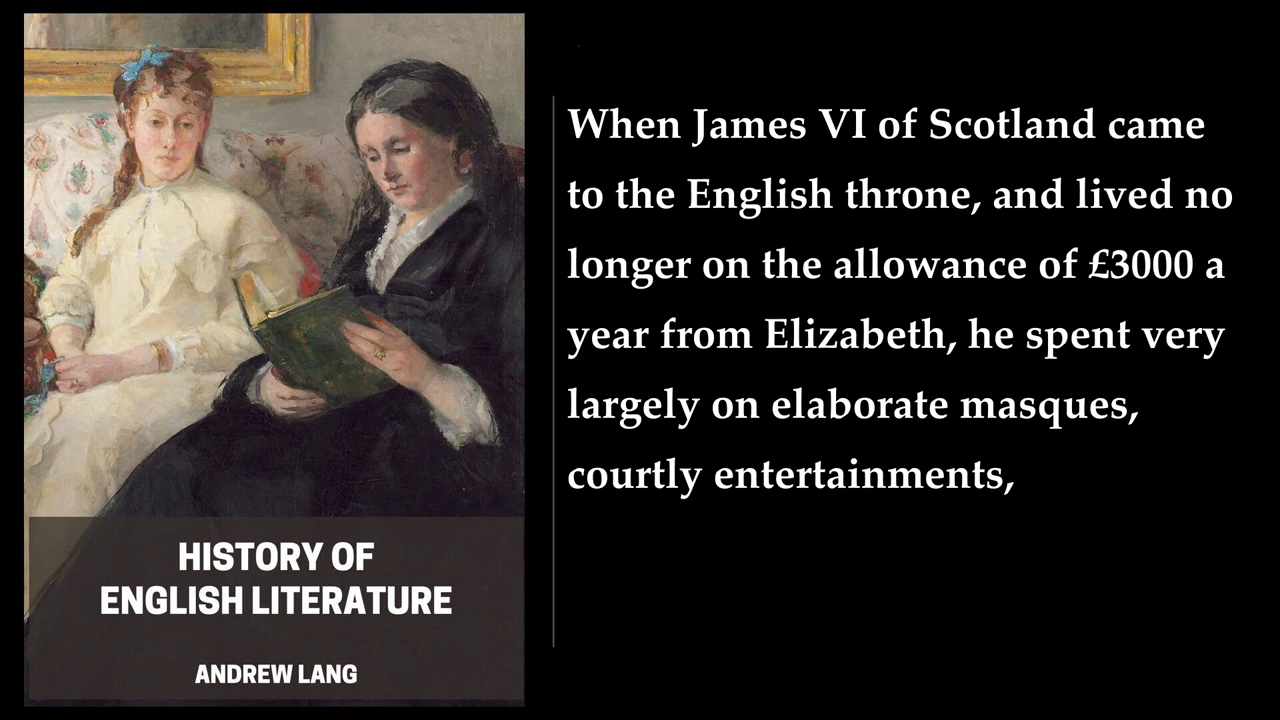 HISTORY OF
ENGLISH LITERATURE
ANDREW LANG
When James VI of Scotland came
to the English throne, and lived no
longer on the allowance of £3000 a
year from Elizabeth, he spent very
largely on elaborate masques,
courtly entertainments,